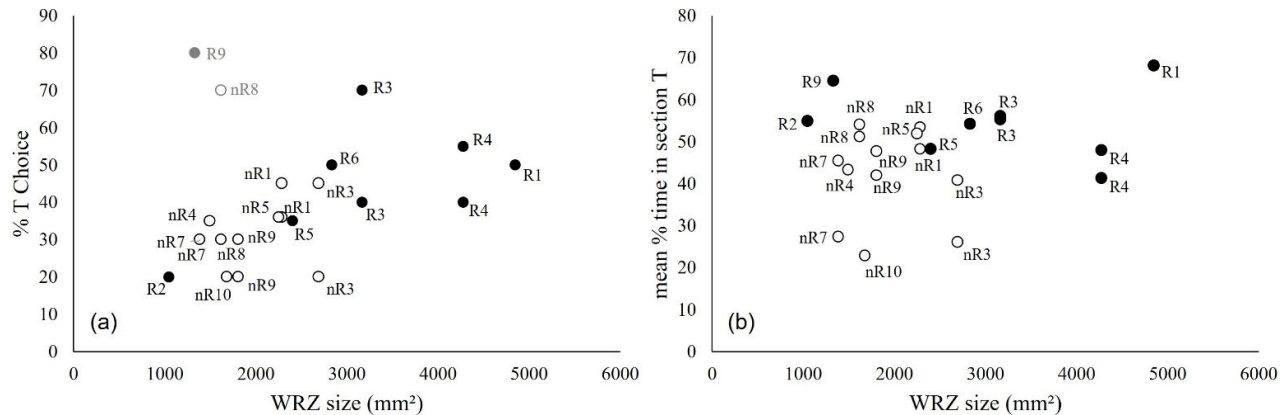 90
80
70
60
50
40
30
20
10
0
% T Choice
R9
nR8
R3
R4
R6
R1
nR1
nR3
nR5
nR1
R3
R4
nR4
R5
nR9
nR7
nR7
nR8
R2
nR10
nR9
nR3
(a)
0 1000 2000 3000 4000 5000 6000
WRZ size (mm²)
80
70
60
50
40
30
20
10
0
mean % time in section T
R1
R9
nR8
nR1
R6
R3
R2
nR5
R3
nR8
R5
R4
nR7
nR9
nR1
R4
nR4
nR9
nR3
nR7
nR10
nR3
(b)
0 1000 2000 3000 4000 5000 6000
WRZ size (mm²)